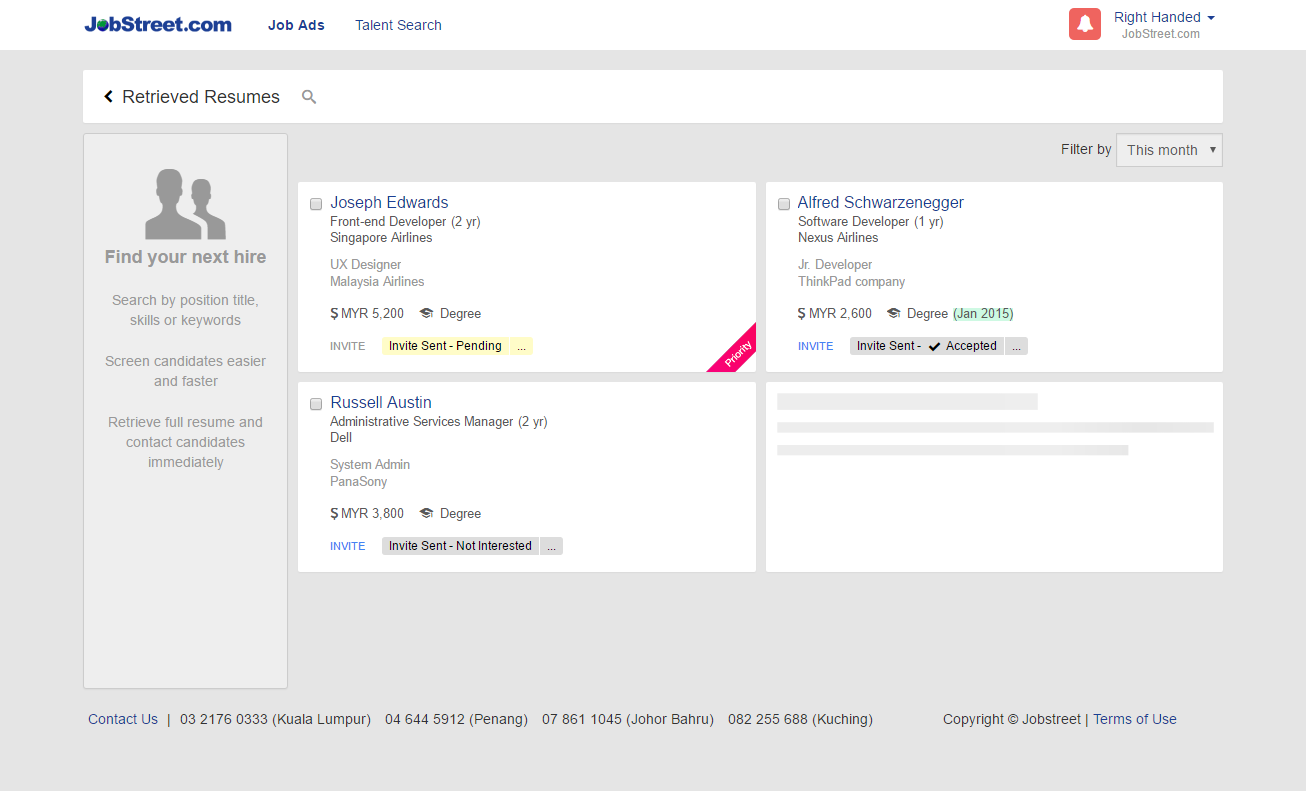 JobStreet.com
Job Ads
Talent Search
Right Handed
JobStreet.com
Retrieved Resumes
Find your next hire
Search by position title,
skills or keywords
Screen candidates easier
and faster
Retrieve full resume and
contact candidates
immediately
Filter by This month
Joseph Edwards
Front-end Developer (2 yr)
Singapore Airlines
UX Designer
Malaysia Airlines
$ MYR 5,200 Degree
INVITE Invite Sent - Pending ...
Priority
Alfred Schwarzenegger
Software Developer (1 yr)
Nexus Airlines
Jr. Developer
ThinkPad company
$ MYR 2,600 Degree (Jan 2015)
INVITE Invite Sent - ✔ Accepted ...
Russell Austin
Administrative Services Manager (2 yr)
Dell
System Admin
PanaSony
$ MYR 3,800 Degree
INVITE Invite Sent - Not Interested ...
Contact Us | 03 2176 0333 (Kuala Lumpur) 04 644 5912 (Penang) 07 861 1045 (Johor Bahru) 082 255 688 (Kuching) Copyright © Jobstreet | Terms of Use